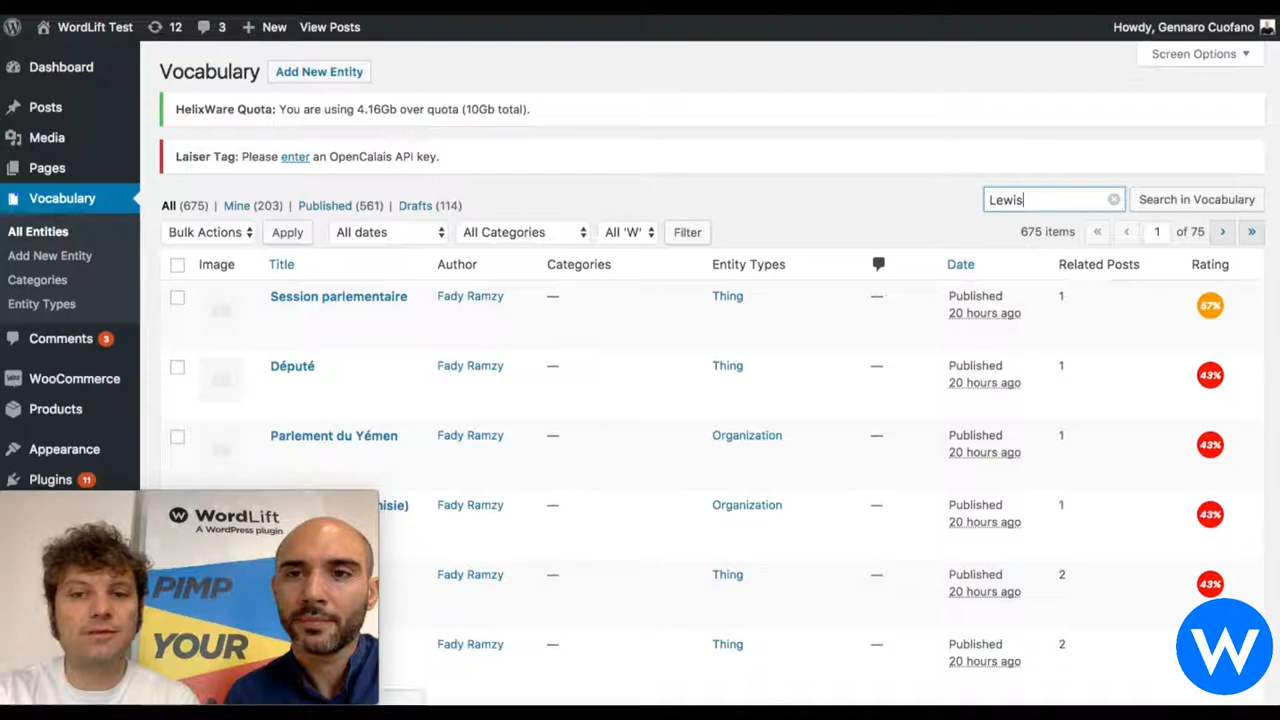 WordLift Test 12 3 New View Posts Howdy, Gennaro Cuofano
Screen Options
Dashboard
Posts
Media
Pages
Vocabulary
All Entities
Add New Entity
Categories
Entity Types
Comments 3
WooCommerce
Products
Appearance
Plugins 11
Vocabulary Add New Entity
HelixWare Quota: You are using 4.16Gb over quota (10Gb total).
Laiser Tag: Please enter an OpenCalais API key.
All (675) | Mine (203) | Published (561) | Drafts (114) Lewis Search in Vocabulary
Bulk Actions Apply All dates All Categories All 'W' Filter 675 items « ‹ 1 of 75 › »
Image Title Author Categories Entity Types Date Related Posts Rating
Session parlementaire Fady Ramzy — Thing — Published 1 57%
20 hours ago
Député Fady Ramzy — Thing — Published 1 43%
20 hours ago
Parlement du Yémen Fady Ramzy — Organization — Published 1 43%
20 hours ago
nisie) Fady Ramzy — Organization — Published 1 43%
20 hours ago
Fady Ramzy — Thing — Published 2 43%
20 hours ago
Fady Ramzy — Thing — Published 2
20 hours ago
WordLift
A WordPress plugin
PIMP
YOUR
W